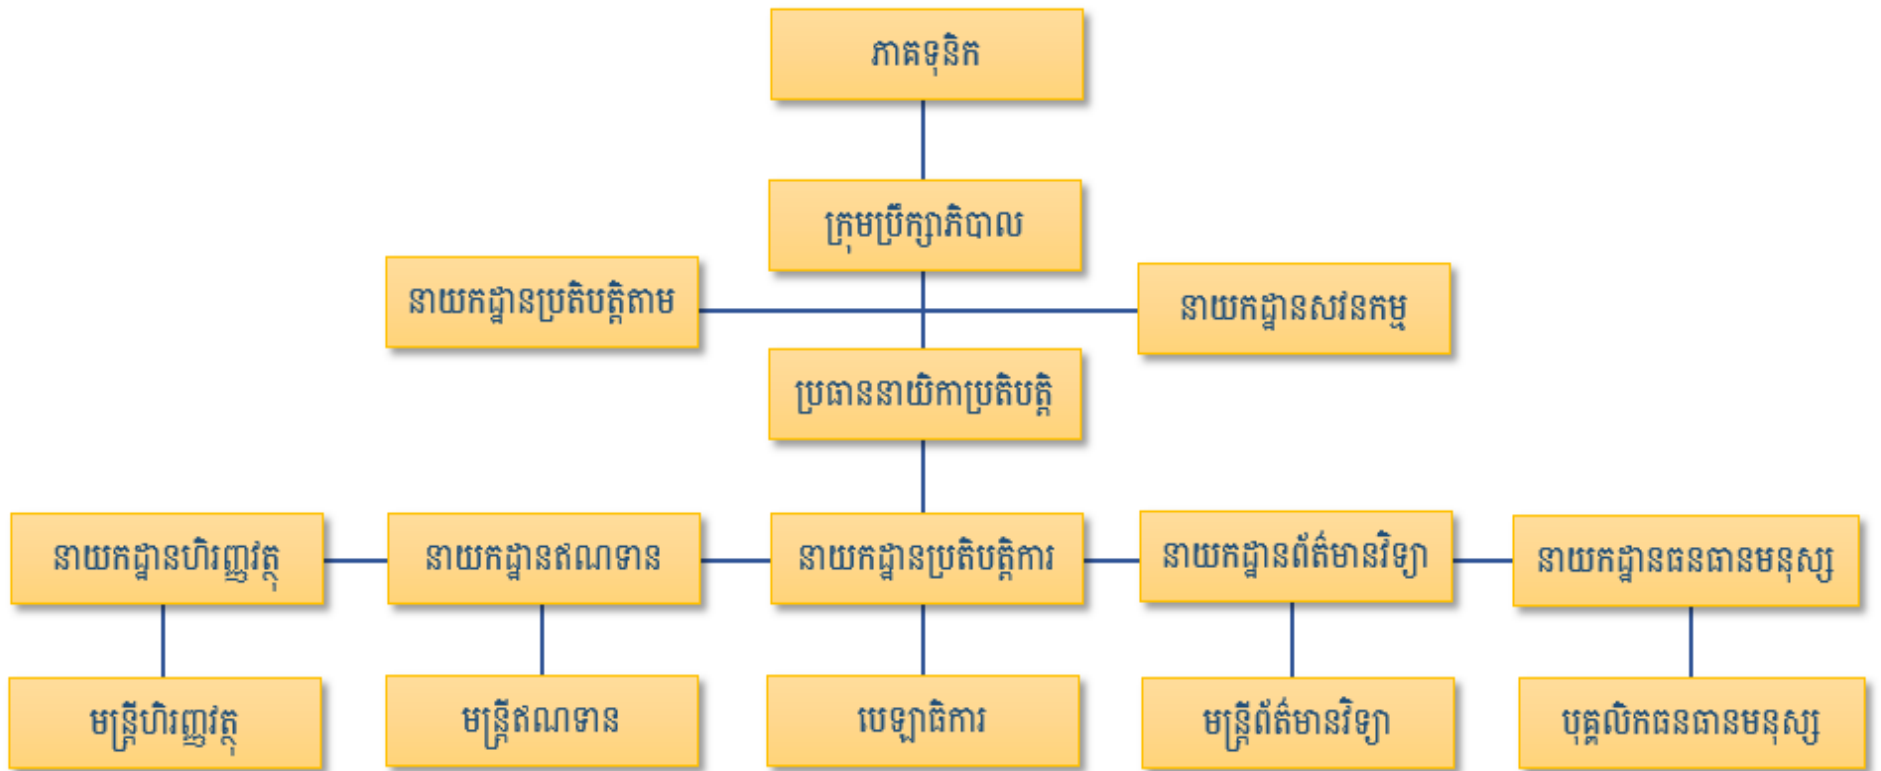 ភាគទុនិក
ក្រុមប្រឹក្សាភិបាល
នាយកដ្ឋានប្រតិបត្តិតាម
នាយកដ្ឋានសវនកម្ម
ប្រធាននាយិកាប្រតិបត្តិ
នាយកដ្ឋានហិរញ្ញវត្ថុ
នាយកដ្ឋានឥណទាន
នាយកដ្ឋានប្រតិបត្តិការ
នាយកដ្ឋានព័ត៌មានវិទ្យា
នាយកដ្ឋានធនធានមនុស្ស
មន្ត្រីហិរញ្ញវត្ថុ
មន្ត្រីឥណទាន
បេឡាធិការ
មន្ត្រីព័ត៌មានវិទ្យា
បុគ្គលិកធនធានមនុស្ស